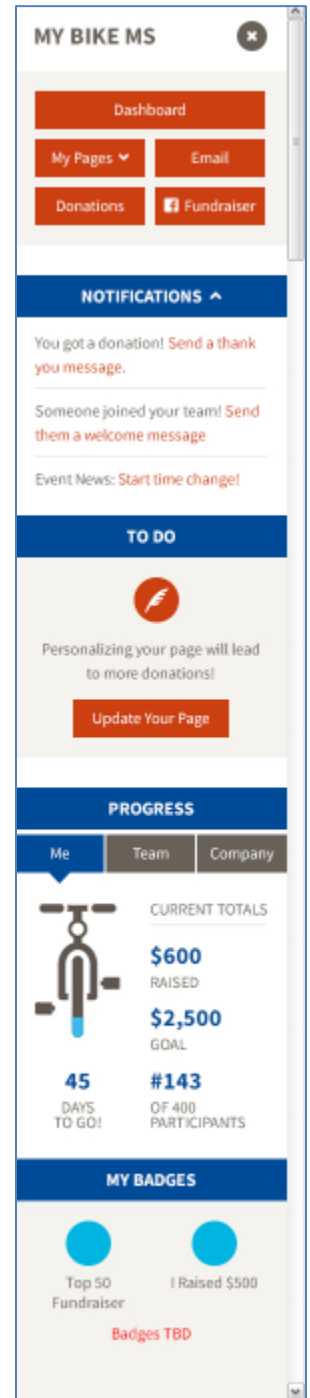 MY BIKE MS
Dashboard
My Pages
Email
Donations
Fundraiser
NOTIFICATIONS
You got a donation! Send a thank
you message.
Someone joined your team! Send
them a welcome message
Event News: Start time change!
TO DO
Personalizing your page will lead
to more donations!
Update Your Page
PROGRESS
Me
Team
Company
CURRENT TOTALS
$600
RAISED
$2,500
GOAL
45
DAYS
TO GO!
#143
OF 400
PARTICIPANTS
MY BADGES
Top 50
Fundraiser
I Raised $500
Badges TBD